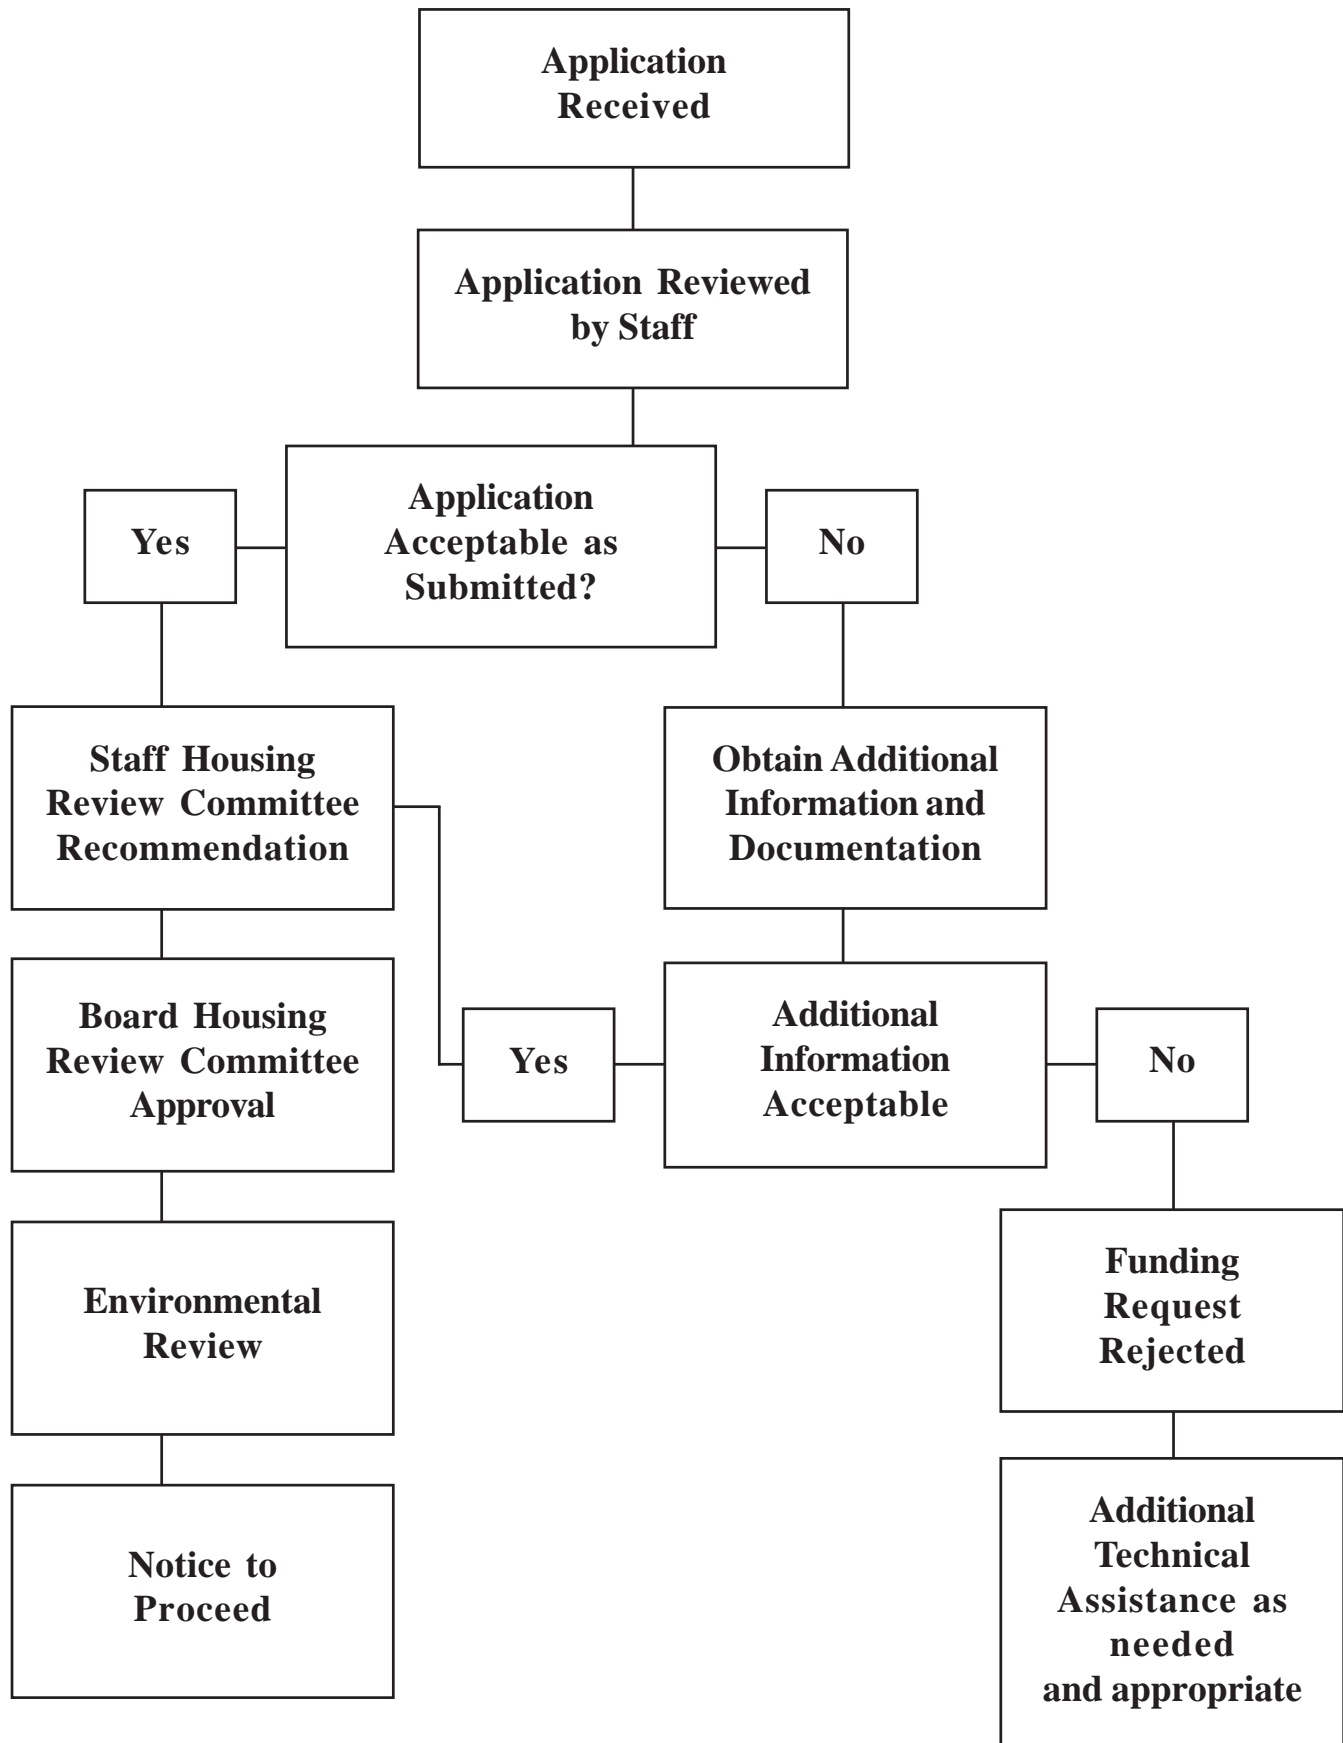 Application
Received
Application Reviewed
by Staff
Yes
Application
Acceptable as
Submitted?
No
Staff Housing
Review Committee
Recommendation
Obtain Additional
Information and
Documentation
Board Housing
Review Committee
Approval
Yes
Additional
Information
Acceptable
No
Environmental
Review
Funding
Request
Rejected
Notice to
Proceed
Additional
Technical
Assistance as
needed
and appropriate